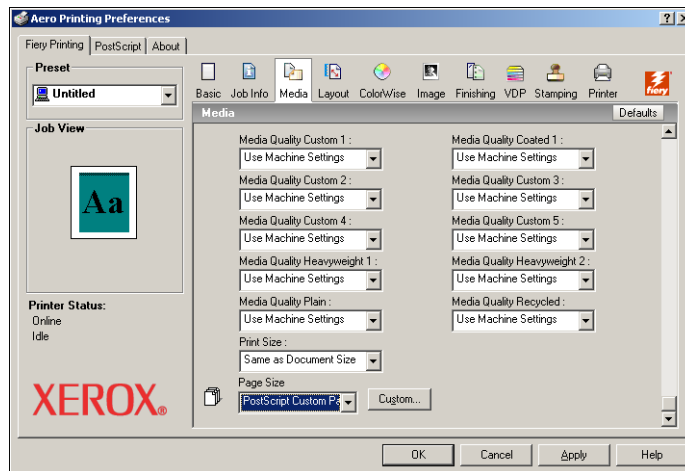 Aero Printing Preferences
Fiery Printing PostScript About
Preset
Untitled
Job View
Aa
Printer Status:
Online
Idle
XEROX®
Basic Job Info Media Layout ColorWise Image Finishing VDP Stamping Printer
fiery
Media Defaults
Media Quality Custom 1 : Media Quality Coated 1 :
Use Machine Settings Use Machine Settings
Media Quality Custom 2 : Media Quality Custom 3 :
Use Machine Settings Use Machine Settings
Media Quality Custom 4 : Media Quality Custom 5 :
Use Machine Settings Use Machine Settings
Media Quality Heavyweight 1 : Media Quality Heavyweight 2 :
Use Machine Settings Use Machine Settings
Media Quality Plain : Media Quality Recycled :
Use Machine Settings Use Machine Settings
Print Size :
Same as Document Size
Page Size
PostScript Custom Pa Custom...
OK Cancel Apply Help